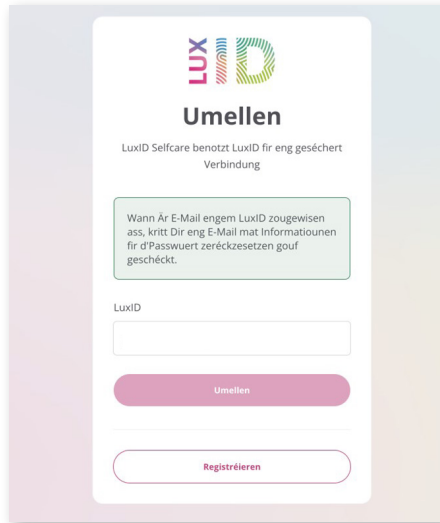 LUX ID
Umellen
LuxID Selfcare benotzt LuxID fir eng geséchert
Verbindung
Wann Är E-Mail engem LuxID zougewisen
ass, kritt Dir eng E-Mail mat Informatiounen
fir d'Passwuert zeréckzesetzen gouf
geschéckt.
LuxID
Umellen
Registréieren